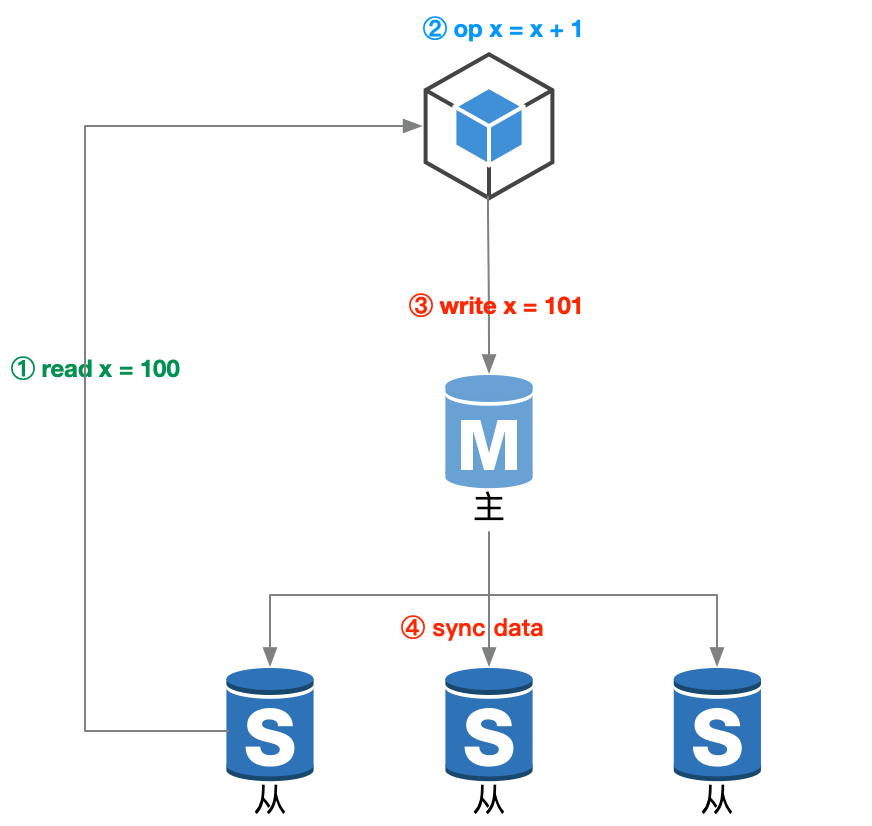 ② op x = x + 1
③ write x = 101
① read x = 100
M
主
④ sync data
S
S
S
从
从
从